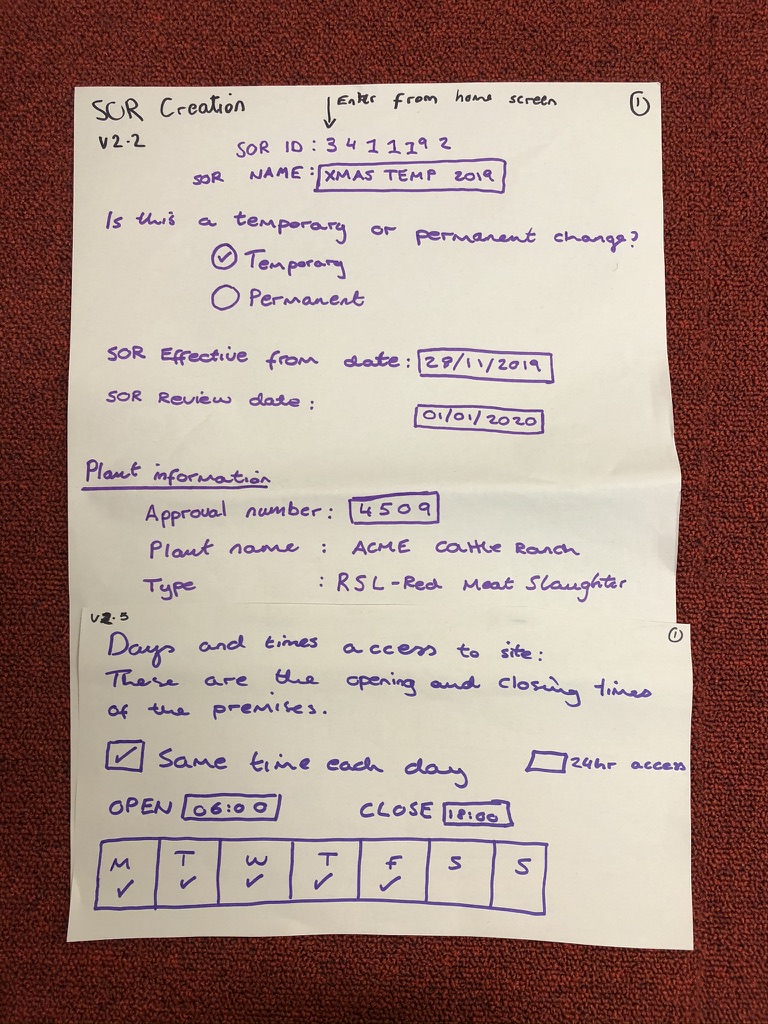 SOR Creation
Enter from home screen
1
V2.2
SOR ID: 3411192
SOR NAME: XMAS TEMP 2019
Is this a temporary or permanent change?
Temporary
Permanent
SOR Effective from date: 28/11/2019
SOR Review date: 01/01/2020
Plant information
Approval number: 4509
Plant name : ACME Cattle Ranch
Type : RSL-Red Meat Slaughter
V2.5
1
Days and times access to site:
These are the opening and closing times
of the premises.
Same time each day
24hr access
OPEN 06:00 CLOSE 18:00
M T W T F S S